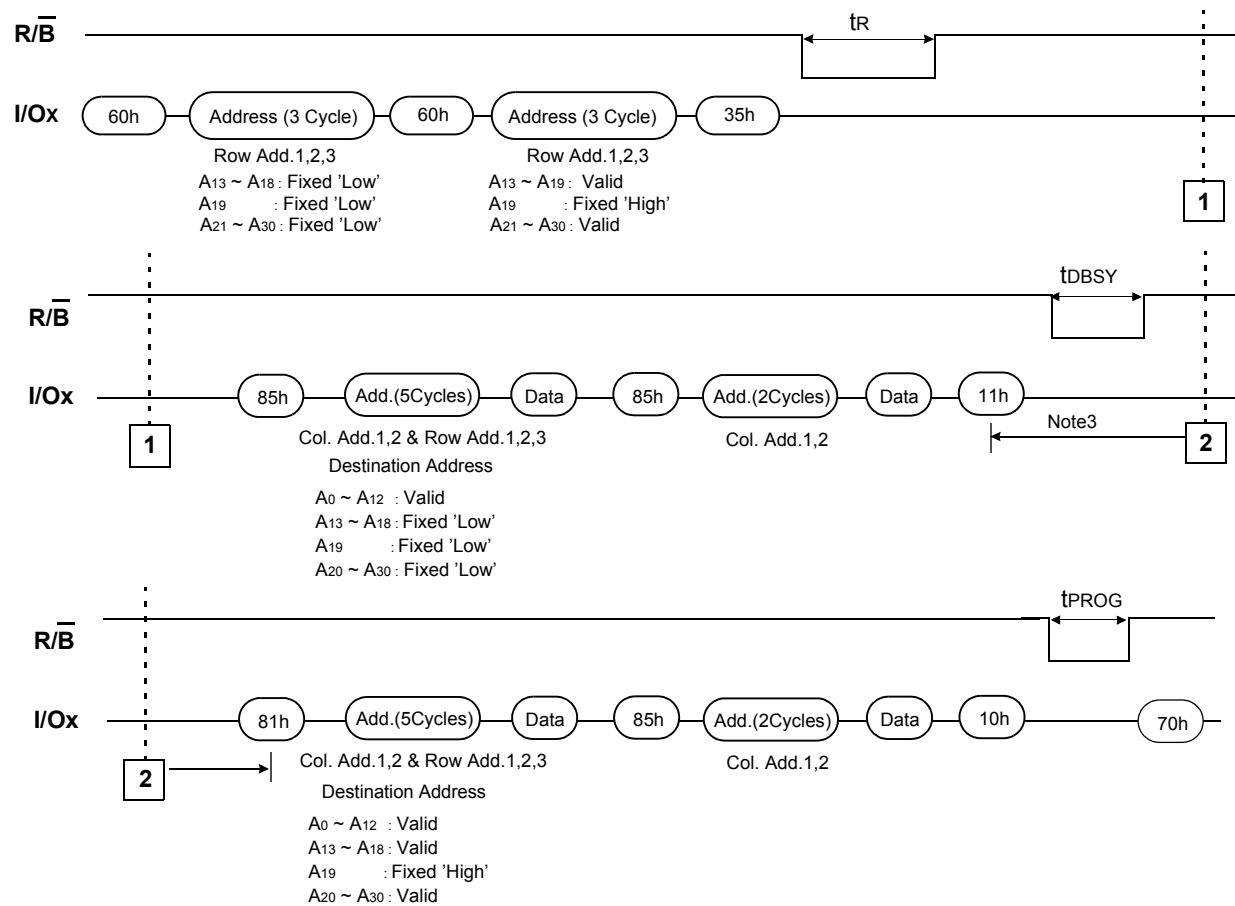 tR
R/B
I/Ox
60h Address (3 Cycle) 60h Address (3 Cycle) 35h
Row Add.1,2,3 Row Add.1,2,3
A13 ~ A18 : Fixed 'Low' A13 ~ A19 : Valid
A19 : Fixed 'Low' A19 : Fixed 'High'
A21 ~ A30 : Fixed 'Low' A21 ~ A30 : Valid
1
tDBSY
R/B
I/Ox
85h Add.(5Cycles) Data 85h Add.(2Cycles) Data 11h
Note3
1
2
Col. Add.1,2 & Row Add.1,2,3 Col. Add.1,2
Destination Address
A0 ~ A12 : Valid
A13 ~ A18 : Fixed 'Low'
A19 : Fixed 'Low'
A20 ~ A30 : Fixed 'Low'
tPROG
R/B
I/Ox
81h Add.(5Cycles) Data 85h Add.(2Cycles) Data 10h 70h
2
Col. Add.1,2 & Row Add.1,2,3 Col. Add.1,2
Destination Address
A0 ~ A12 : Valid
A13 ~ A18 : Valid
A19 : Fixed 'High'
A20 ~ A30 : Valid